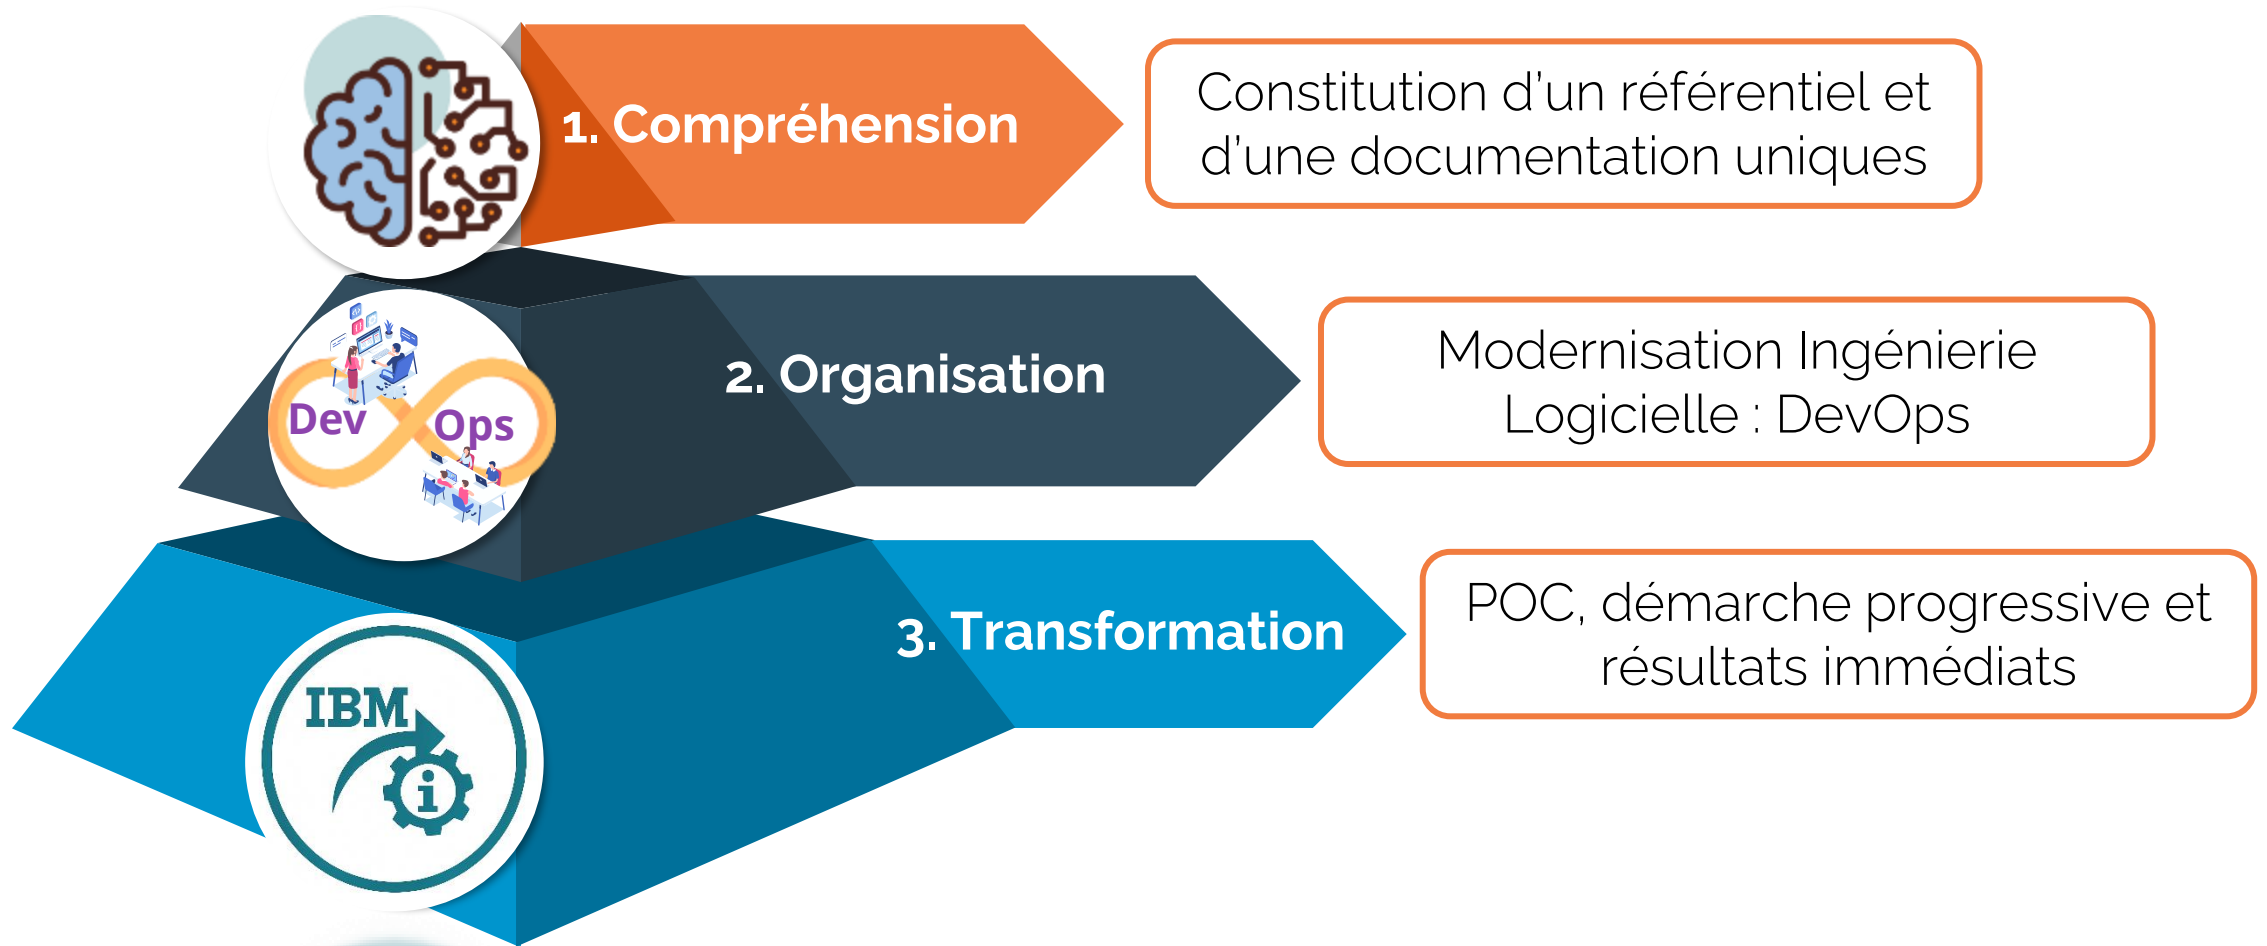 1. Compréhension
Constitution d’un référentiel et
d’une documentation uniques
Dev Ops
2. Organisation
Modernisation Ingénierie
Logicielle : DevOps
3. Transformation
POC, démarche progressive et
résultats immédiats
IBM
i